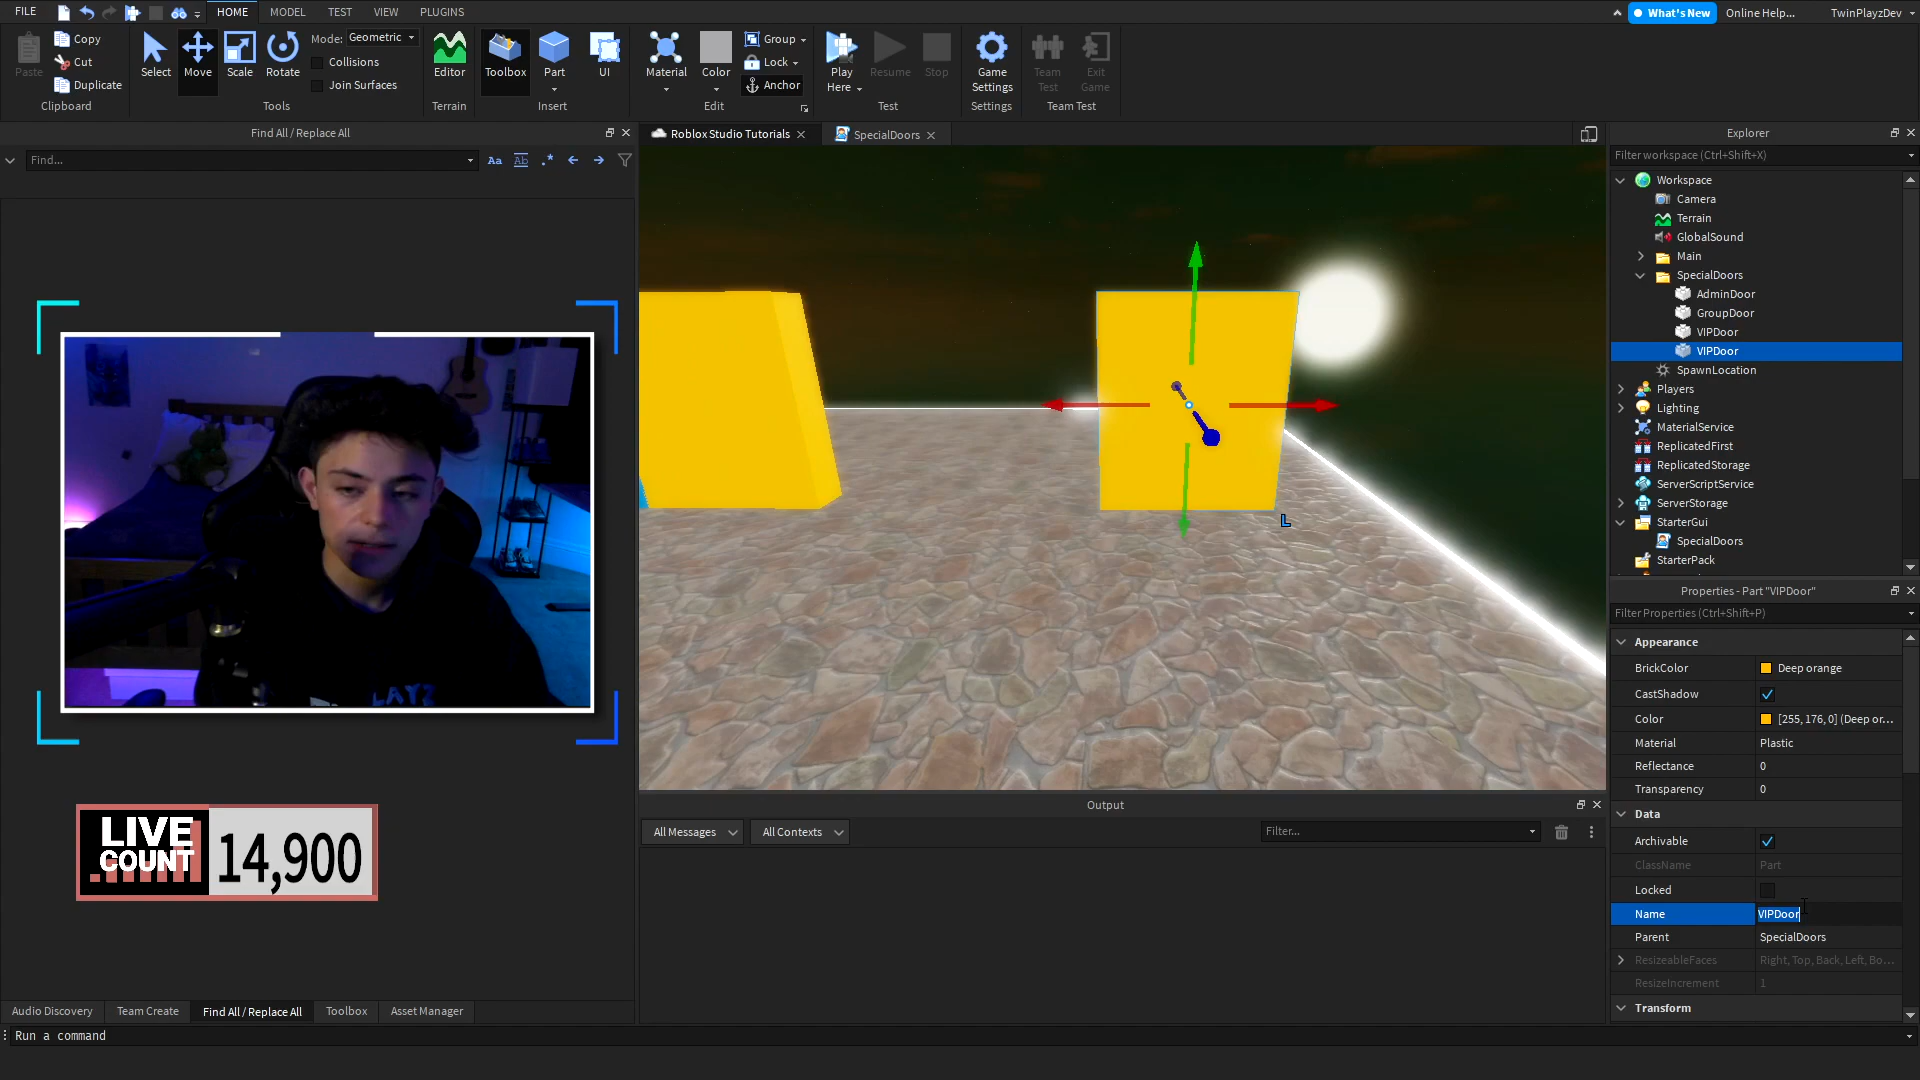 FILE
HOME
MODEL
TEST
VIEW
PLUGINS
What's New
Online Help...
TwinPlayzDev
Paste
Copy
Cut
Duplicate
Clipboard
Select
Move
Scale
Rotate
Mode: Geometric
Collisions
Join Surfaces
Tools
Editor
Terrain
Toolbox
Part
UI
Insert
Material
Color
Group
Lock
Anchor
Edit
Play Here
Resume
Stop
Test
Game Settings
Settings
Team Test
Exit Game
Team Test
Find All / Replace All
Find...
Aa
Ab
.*
Roblox Studio Tutorials
SpecialDoors
L
LAYZ
LIVE
COUNT
14,900
Output
All Messages
All Contexts
Filter...
Audio Discovery
Team Create
Find All / Replace All
Toolbox
Asset Manager
Run a command
Explorer
Filter workspace (Ctrl+Shift+X)
Workspace
Camera
Terrain
GlobalSound
Main
SpecialDoors
AdminDoor
GroupDoor
VIPDoor
VIPDoor
SpawnLocation
Players
Lighting
MaterialService
ReplicatedFirst
ReplicatedStorage
ServerScriptService
ServerStorage
StarterGui
SpecialDoors
StarterPack
Properties - Part "VIPDoor"
Filter Properties (Ctrl+Shift+P)
Appearance
BrickColor Deep orange
CastShadow
Color [255, 176, 0] (Deep or...
Material Plastic
Reflectance 0
Transparency 0
Data
Archivable
ClassName Part
Locked
Name VIPDoor
Parent SpecialDoors
ResizeableFaces Right, Top, Back, Left, Bo...
ResizeIncrement 1
Transform